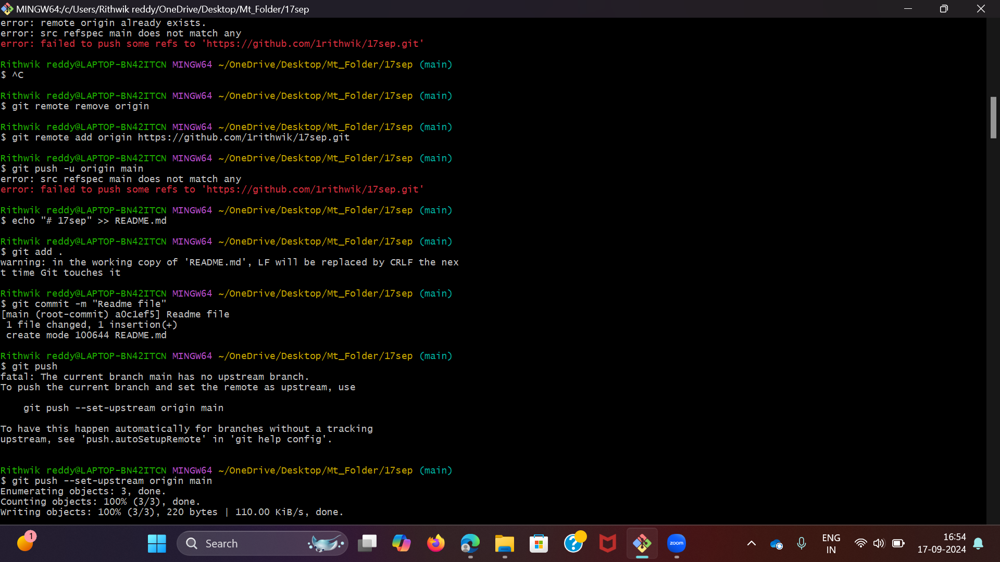 MINGW64:/c/Users/Rithwik reddy/OneDrive/Desktop/Mt_Folder/17sep
error: remote origin already exists.
error: src refspec main does not match any
error: failed to push some refs to 'https://github.com/1rithwik/17sep.git'
Rithwik reddy@LAPTOP-BN42ITCN MINGW64 ~/OneDrive/Desktop/Mt_Folder/17sep (main)
$ ^C
Rithwik reddy@LAPTOP-BN42ITCN MINGW64 ~/OneDrive/Desktop/Mt_Folder/17sep (main)
$ git remote remove origin
Rithwik reddy@LAPTOP-BN42ITCN MINGW64 ~/OneDrive/Desktop/Mt_Folder/17sep (main)
$ git remote add origin https://github.com/1rithwik/17sep.git
Rithwik reddy@LAPTOP-BN42ITCN MINGW64 ~/OneDrive/Desktop/Mt_Folder/17sep (main)
$ git push -u origin main
error: src refspec main does not match any
error: failed to push some refs to 'https://github.com/1rithwik/17sep.git'
Rithwik reddy@LAPTOP-BN42ITCN MINGW64 ~/OneDrive/Desktop/Mt_Folder/17sep (main)
$ echo "# 17sep" >> README.md
Rithwik reddy@LAPTOP-BN42ITCN MINGW64 ~/OneDrive/Desktop/Mt_Folder/17sep (main)
$ git add .
warning: in the working copy of 'README.md', LF will be replaced by CRLF the nex
t time Git touches it
Rithwik reddy@LAPTOP-BN42ITCN MINGW64 ~/OneDrive/Desktop/Mt_Folder/17sep (main)
$ git commit -m "Readme file"
[main (root-commit) a0c1ef5] Readme file
 1 file changed, 1 insertion(+)
 create mode 100644 README.md
Rithwik reddy@LAPTOP-BN42ITCN MINGW64 ~/OneDrive/Desktop/Mt_Folder/17sep (main)
$ git push
fatal: The current branch main has no upstream branch.
To push the current branch and set the remote as upstream, use
    git push --set-upstream origin main
To have this happen automatically for branches without a tracking
upstream, see 'push.autoSetupRemote' in 'git help config'.
Rithwik reddy@LAPTOP-BN42ITCN MINGW64 ~/OneDrive/Desktop/Mt_Folder/17sep (main)
$ git push --set-upstream origin main
Enumerating objects: 3, done.
Counting objects: 100% (3/3), done.
Writing objects: 100% (3/3), 220 bytes | 110.00 KiB/s, done.
1
Search
zoom
ENG
IN
16:54
17-09-2024